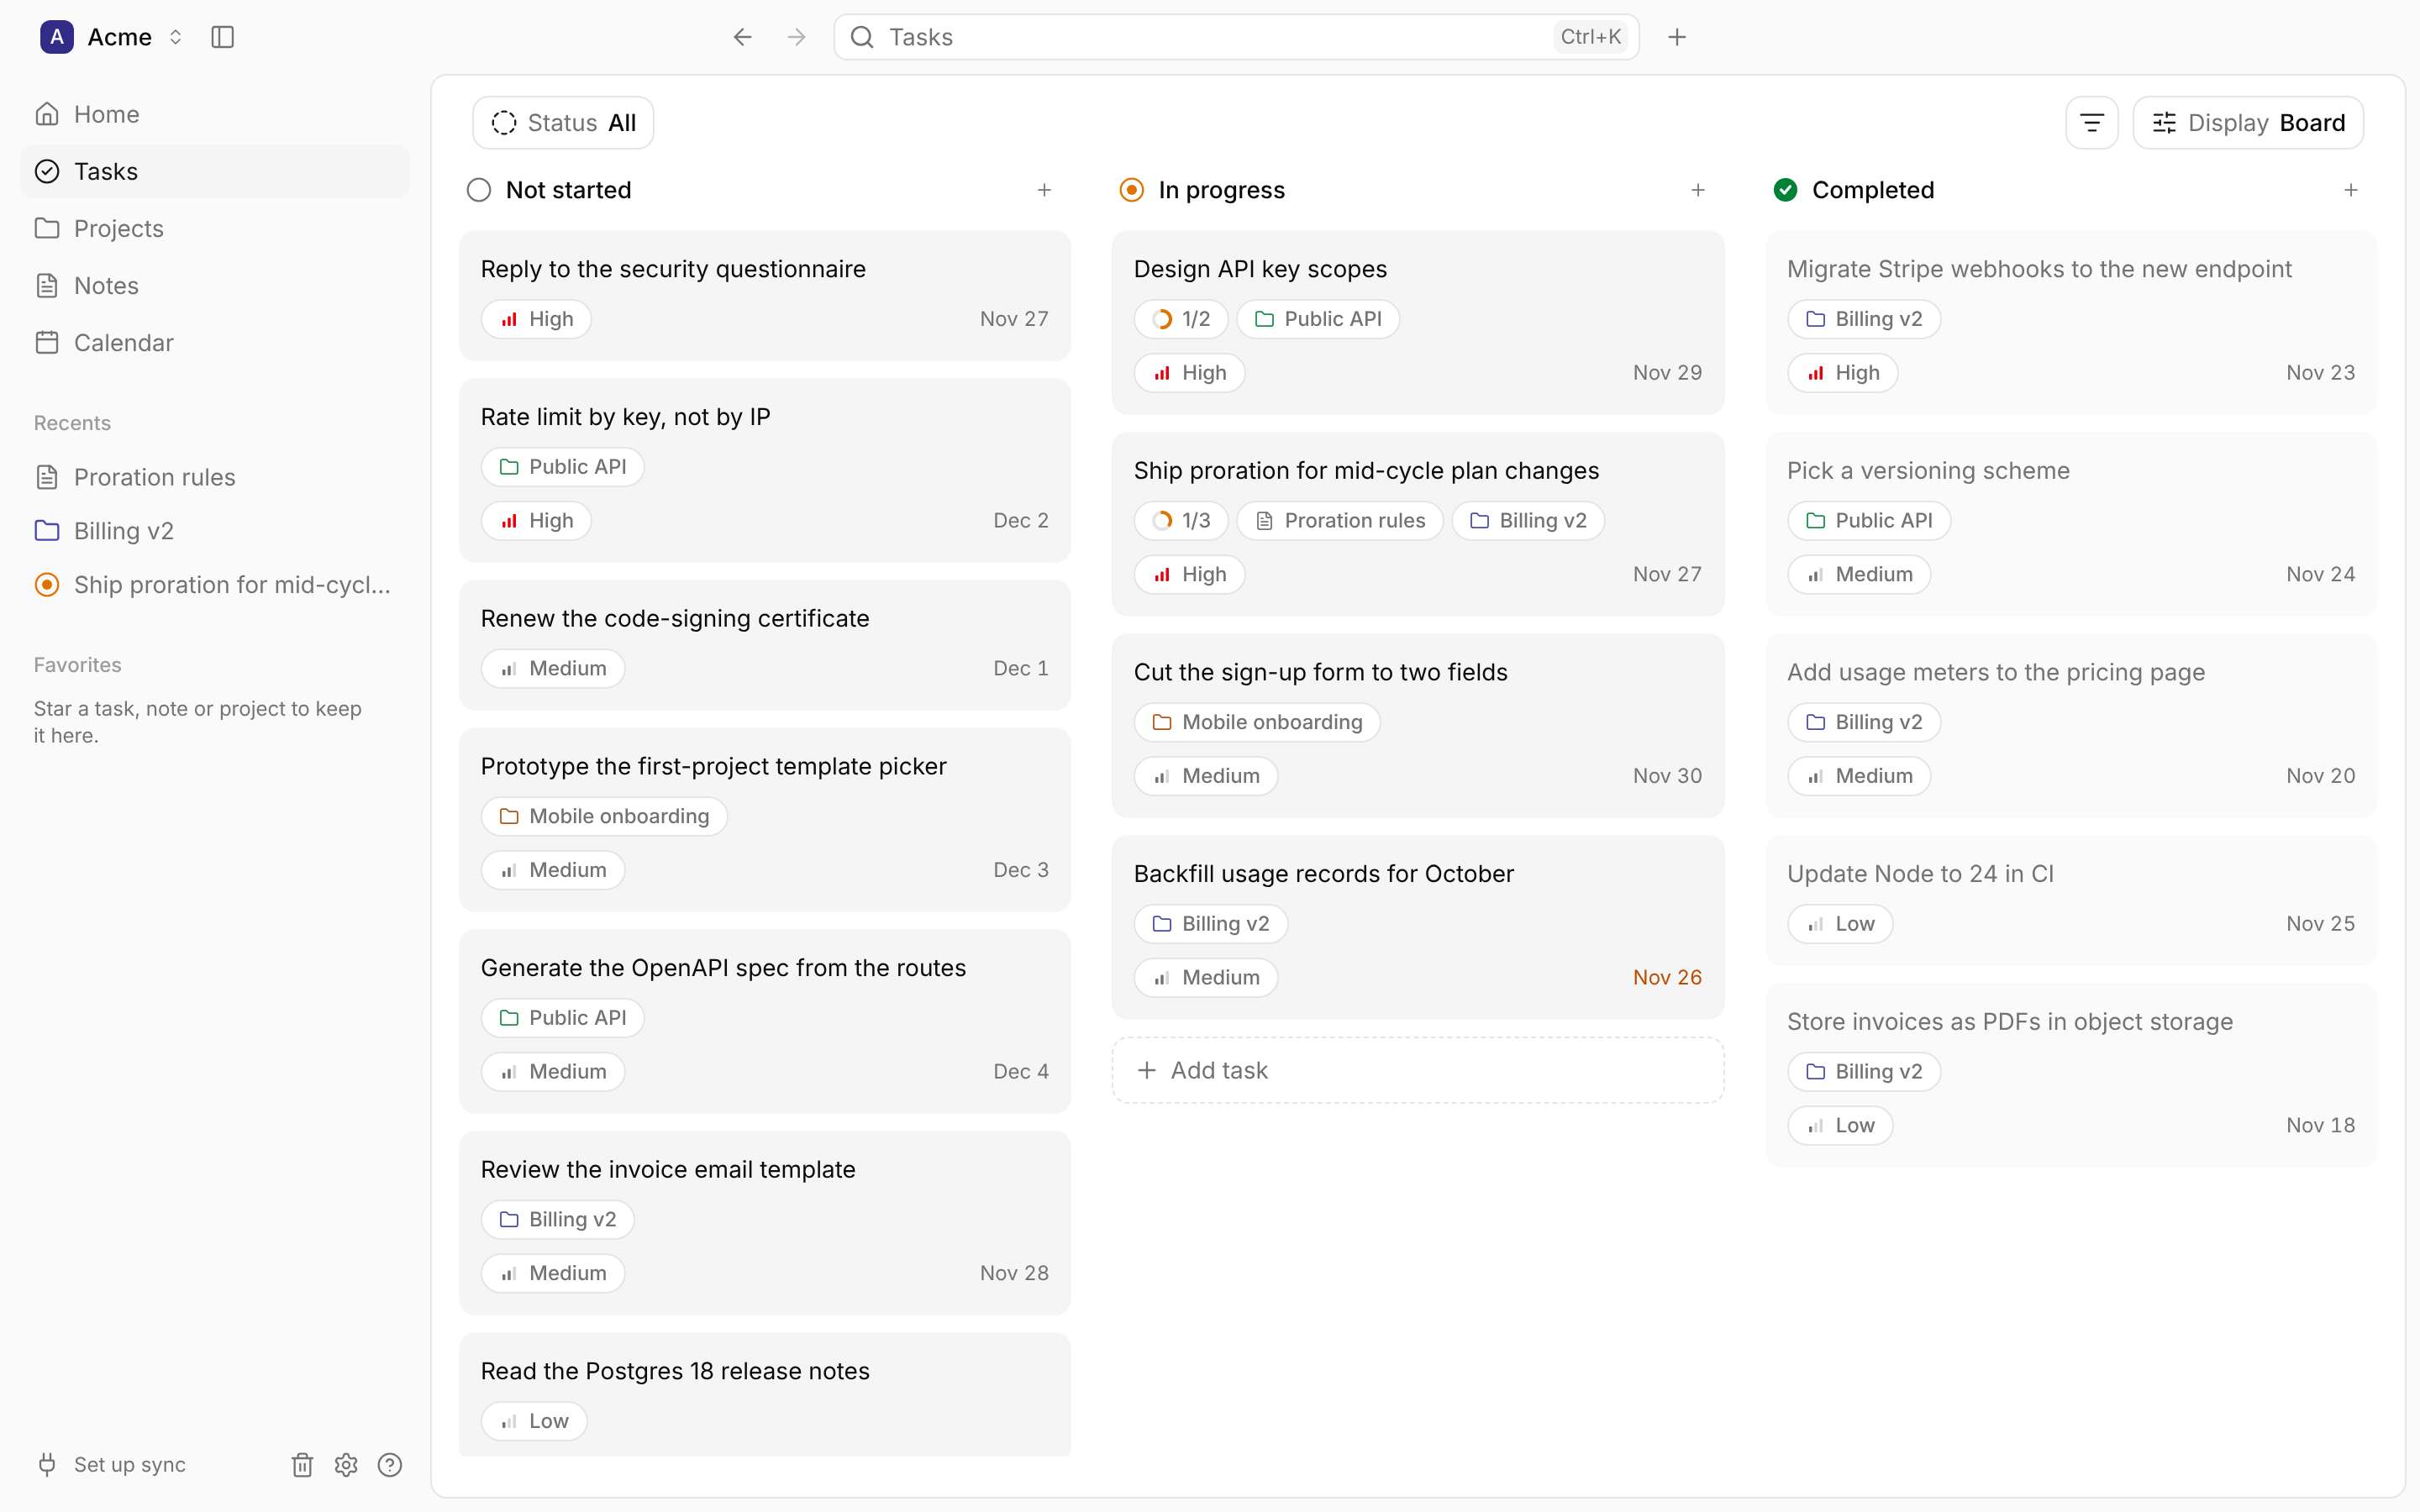 A Acme
Tasks Ctrl+K
Home
Tasks
Projects
Notes
Calendar
Recents
Proration rules
Billing v2
Ship proration for mid-cycl...
Favorites
Star a task, note or project to keep
it here.
Set up sync
Status All
Display Board
Not started
Reply to the security questionnaire
High Nov 27
Rate limit by key, not by IP
Public API
High Dec 2
Renew the code-signing certificate
Medium Dec 1
Prototype the first-project template picker
Mobile onboarding
Medium Dec 3
Generate the OpenAPI spec from the routes
Public API
Medium Dec 4
Review the invoice email template
Billing v2
Medium Nov 28
Read the Postgres 18 release notes
Low
In progress
Design API key scopes
1/2 Public API
High Nov 29
Ship proration for mid-cycle plan changes
1/3 Proration rules Billing v2
High Nov 27
Cut the sign-up form to two fields
Mobile onboarding
Medium Nov 30
Backfill usage records for October
Billing v2
Medium Nov 26
Add task
Completed
Migrate Stripe webhooks to the new endpoint
Billing v2
High Nov 23
Pick a versioning scheme
Public API
Medium Nov 24
Add usage meters to the pricing page
Billing v2
Medium Nov 20
Update Node to 24 in CI
Low Nov 25
Store invoices as PDFs in object storage
Billing v2
Low Nov 18